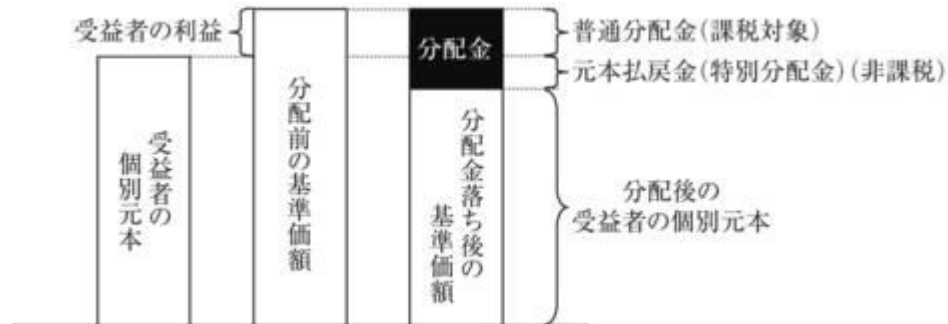 受益者の利益
分配金
普通分配金(課税対象)
元本払戻金(特別分配金)(非課税)
受益者の
個別元本
分配前の基準価額
分配金落ち後の
基準価額
分配後の
受益者の個別元本